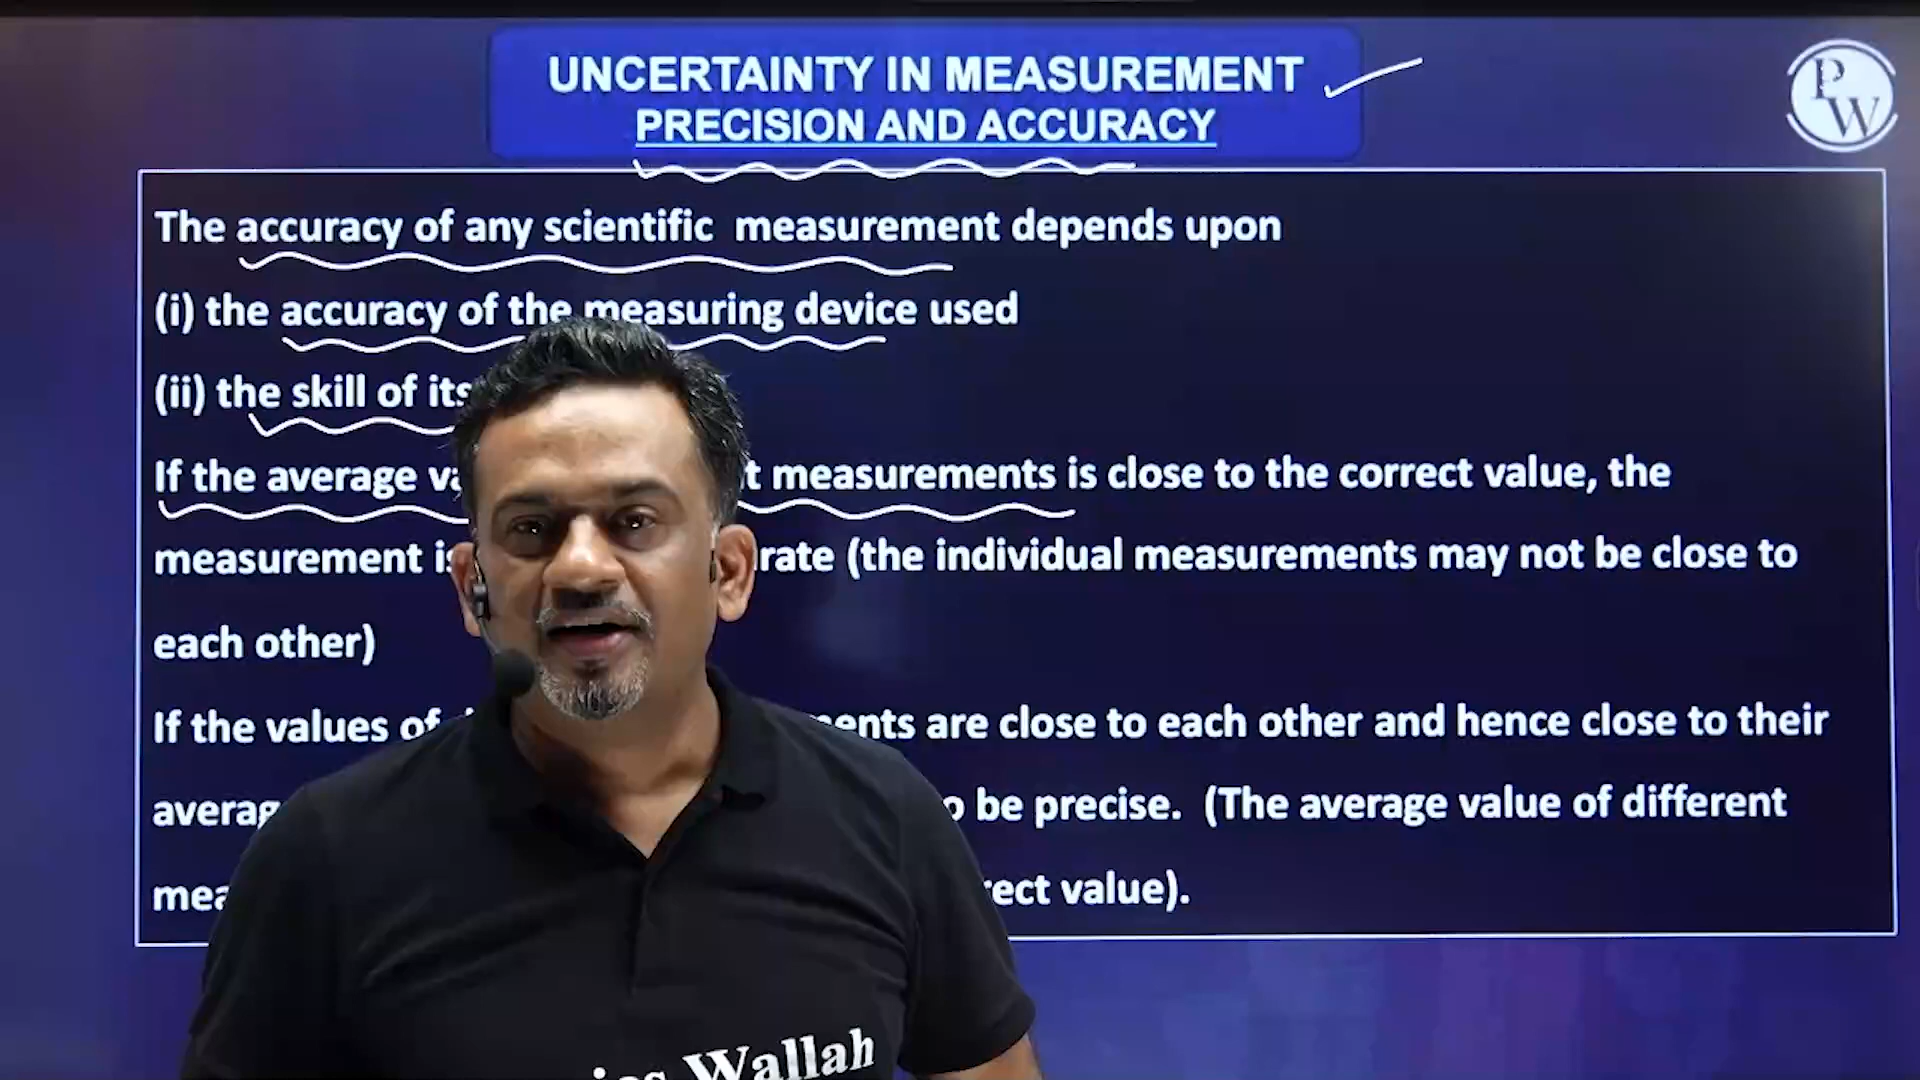 UNCERTAINTY IN MEASUREMENT
PRECISION AND ACCURACY
PW
The accuracy of any scientific measurement depends upon
(i) the accuracy of the measuring device used
(ii) the skill of its
If the average measurements is close to the correct value, the
measurement (the individual measurements may not be close to
each other)
If the values of are close to each other and hence close to their
be precise. (The average value of different
value).
Wallah